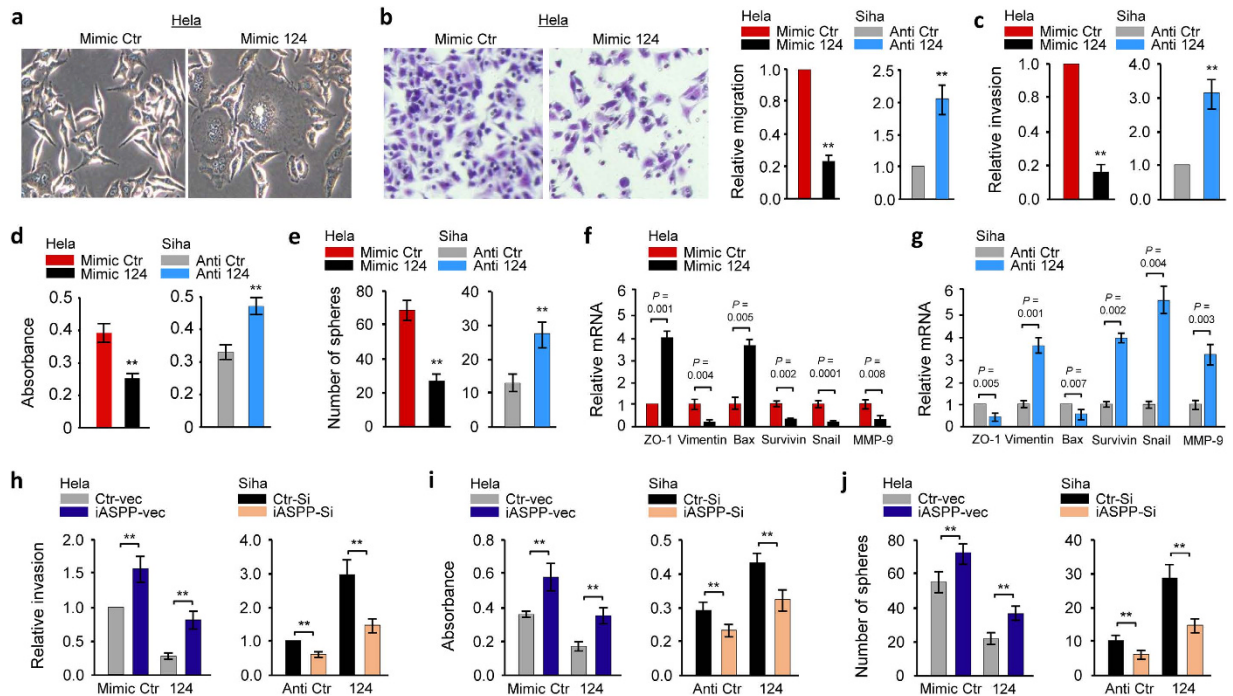 a
Hela
Mimic Ctr Mimic 124
b
Hela
Mimic Ctr Mimic 124
Hela
Mimic Ctr
Mimic 124
Relative migration
1.0
0.8
0.6
0.4
0.2
0.0
**
Siha
Anti Ctr
Anti 124
2.5
2.0
1.5
1.0
0.5
0.0
**
c
Hela
Mimic Ctr
Mimic 124
Relative invasion
1.0
0.8
0.6
0.4
0.2
0.0
**
Siha
Anti Ctr
Anti 124
4.0
3.0
2.0
1.0
0.0
**
d
Hela
Mimic Ctr
Mimic 124
Absorbance
0.5
0.4
0.3
0.2
0.1
0.0
**
Siha
Anti Ctr
Anti 124
0.5
0.4
0.3
0.2
0.1
0.0
**
e
Hela
Mimic Ctr
Mimic 124
Number of spheres
80
60
40
20
0
**
Siha
Anti Ctr
Anti 124
40
30
20
10
0
**
f
Hela
Mimic Ctr
Mimic 124
Relative mRNA
6
5
4
3
2
1
0
P =
0.001
P =
0.004
P =
0.005
P =
0.002
P =
0.0001
P =
0.008
ZO-1 Vimentin Bax Survivin Snail MMP-9
g
Siha
Anti Ctr
Anti 124
Relative mRNA
6
5
4
3
2
1
0
P =
0.005
P =
0.001
P =
0.007
P =
0.002
P =
0.004
P =
0.003
ZO-1 Vimentin Bax Survivin Snail MMP-9
h
Hela
Ctr-vec
iASPP-vec
Relative invasion
2.0
1.5
1.0
0.5
0.0
**
**
Mimic Ctr 124
Siha
Ctr-Si
iASPP-Si
4.0
3.0
2.0
1.0
0.0
**
**
Anti Ctr 124
i
Hela
Ctr-vec
iASPP-vec
Absorbance
0.8
0.6
0.4
0.2
0.0
**
**
Mimic Ctr 124
Siha
Ctr-Si
iASPP-Si
0.5
0.4
0.3
0.2
0.1
0.0
**
**
Anti Ctr 124
j
Hela
Ctr-vec
iASPP-vec
Number of spheres
80
60
40
20
0
**
**
Mimic Ctr 124
Siha
Ctr-Si
iASPP-Si
40
30
20
10
0
**
**
Anti Ctr 124